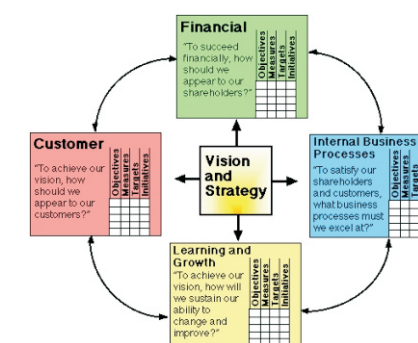 Financial
"To succeed
financially, how
should we
appear to our
shareholders?"
Objectives
Measures
Targets
Initiatives
Customer
"To achieve our
vision, how
should we
appear to our
customers?"
Objectives
Measures
Targets
Initiatives
Vision
and
Strategy
Internal Business
Processes
"To satisfy our
shareholders
and customers,
what business
processes must
we excel at?"
Objectives
Measures
Targets
Learning and
Growth
"To achieve our
vision, how will
we sustain our
ability to
change and
improve?"
Objectives
Measures
Targets
Initiatives